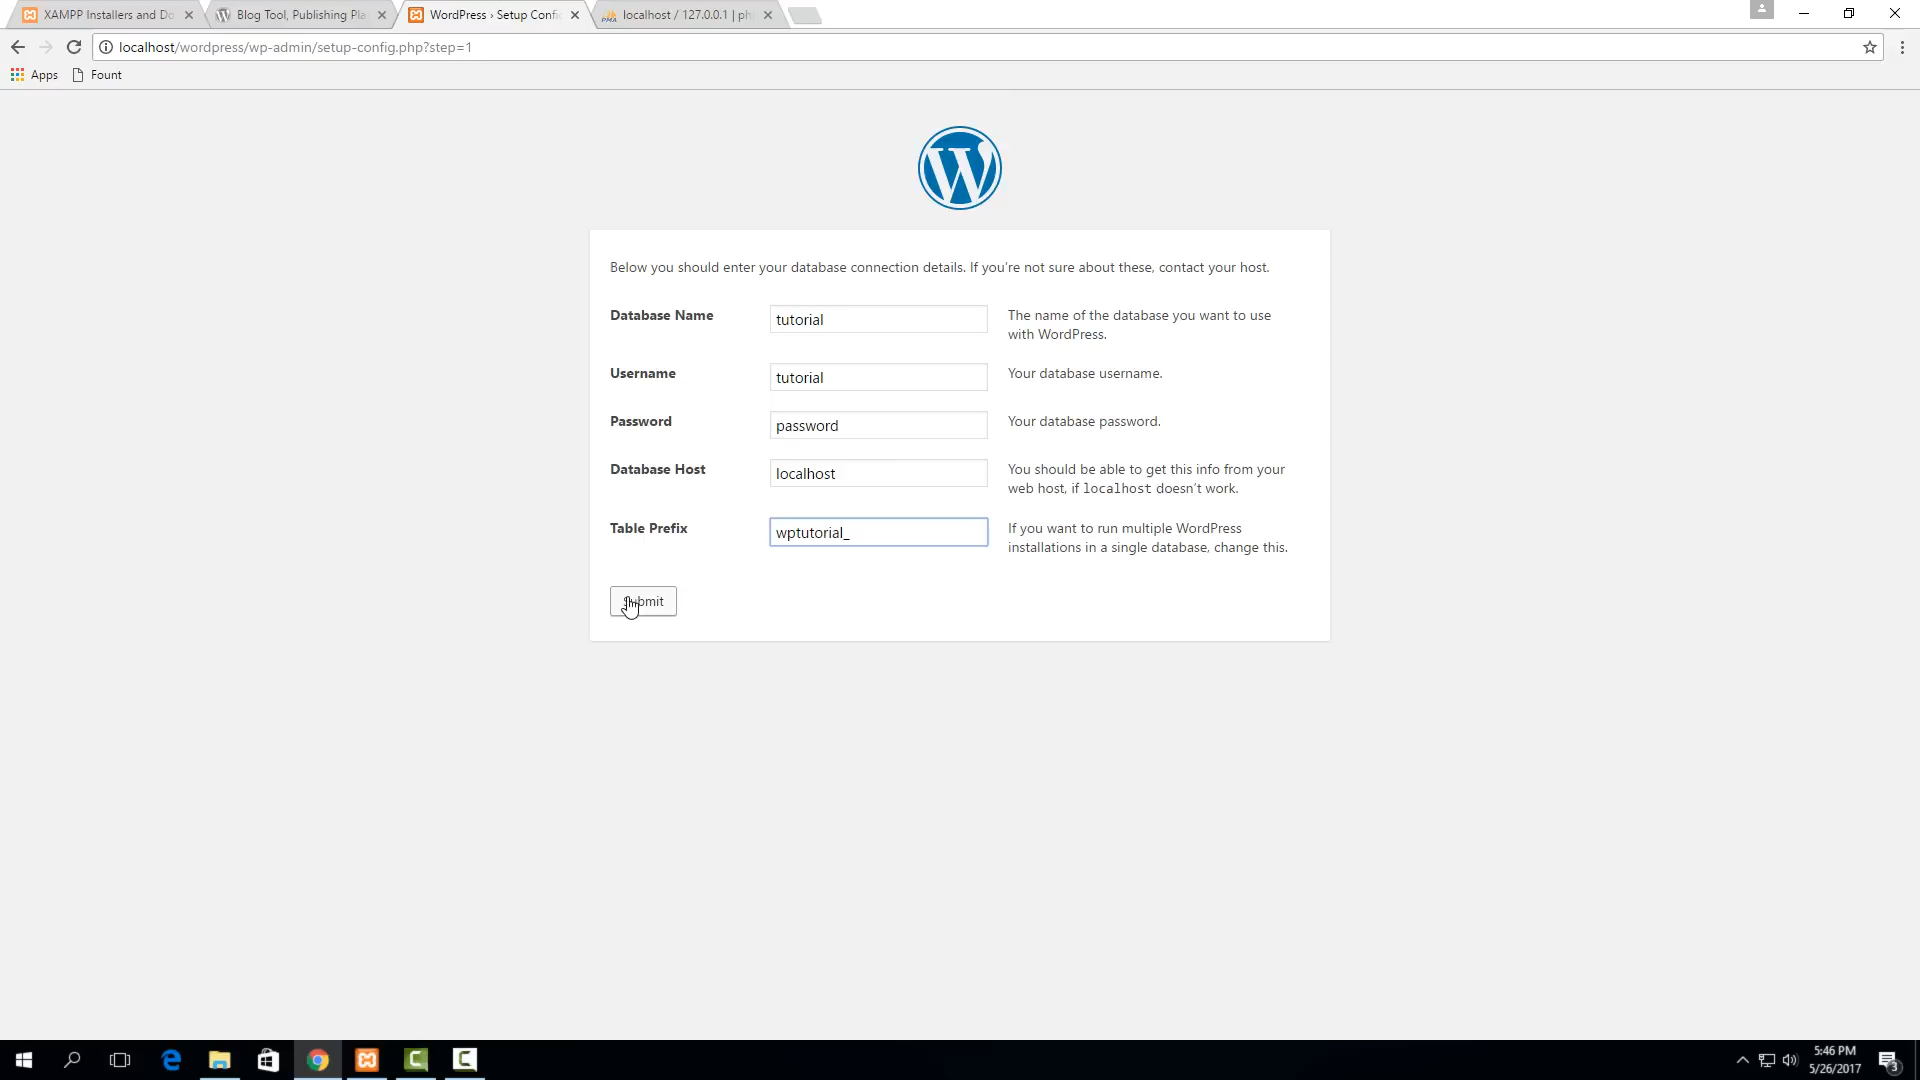 XAMPP Installers and Do
Blog Tool, Publishing Pla
WordPress › Setup Confi
localhost / 127.0.0.1 | ph
localhost/wordpress/wp-admin/setup-config.php?step=1
Apps
Fount
Below you should enter your database connection details. If you're not sure about these, contact your host.
Database Name
tutorial
The name of the database you want to use
with WordPress.
Username
tutorial
Your database username.
Password
password
Your database password.
Database Host
localhost
You should be able to get this info from your
web host, if localhost doesn't work.
Table Prefix
wptutorial_
If you want to run multiple WordPress
installations in a single database, change this.
Submit
5:46 PM
5/26/2017
3